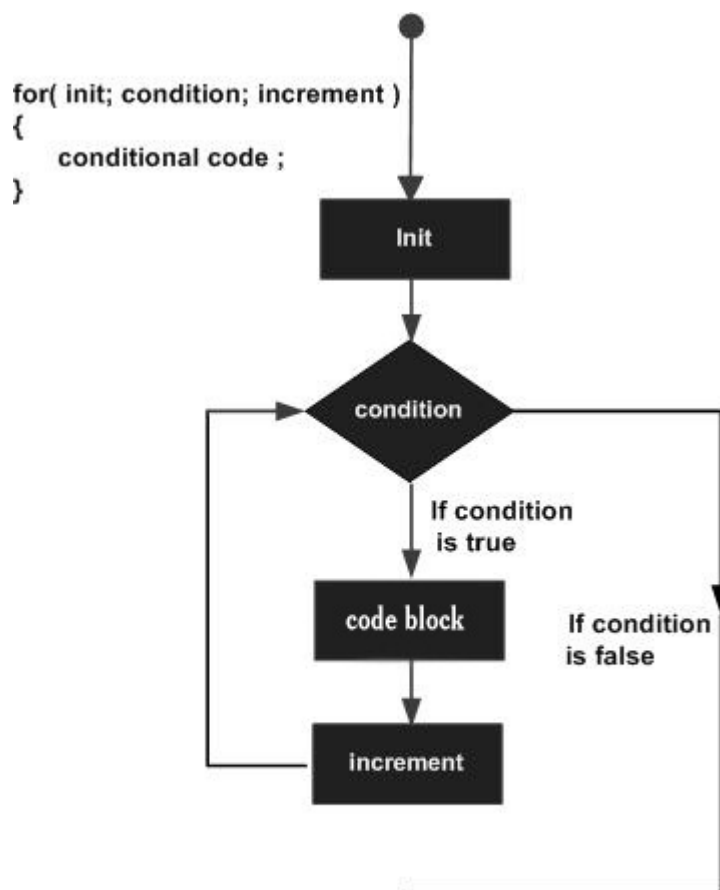 for( init; condition; increment )
{
conditional code ;
}
Init
condition
If condition
is true
code block
If condition
is false
increment